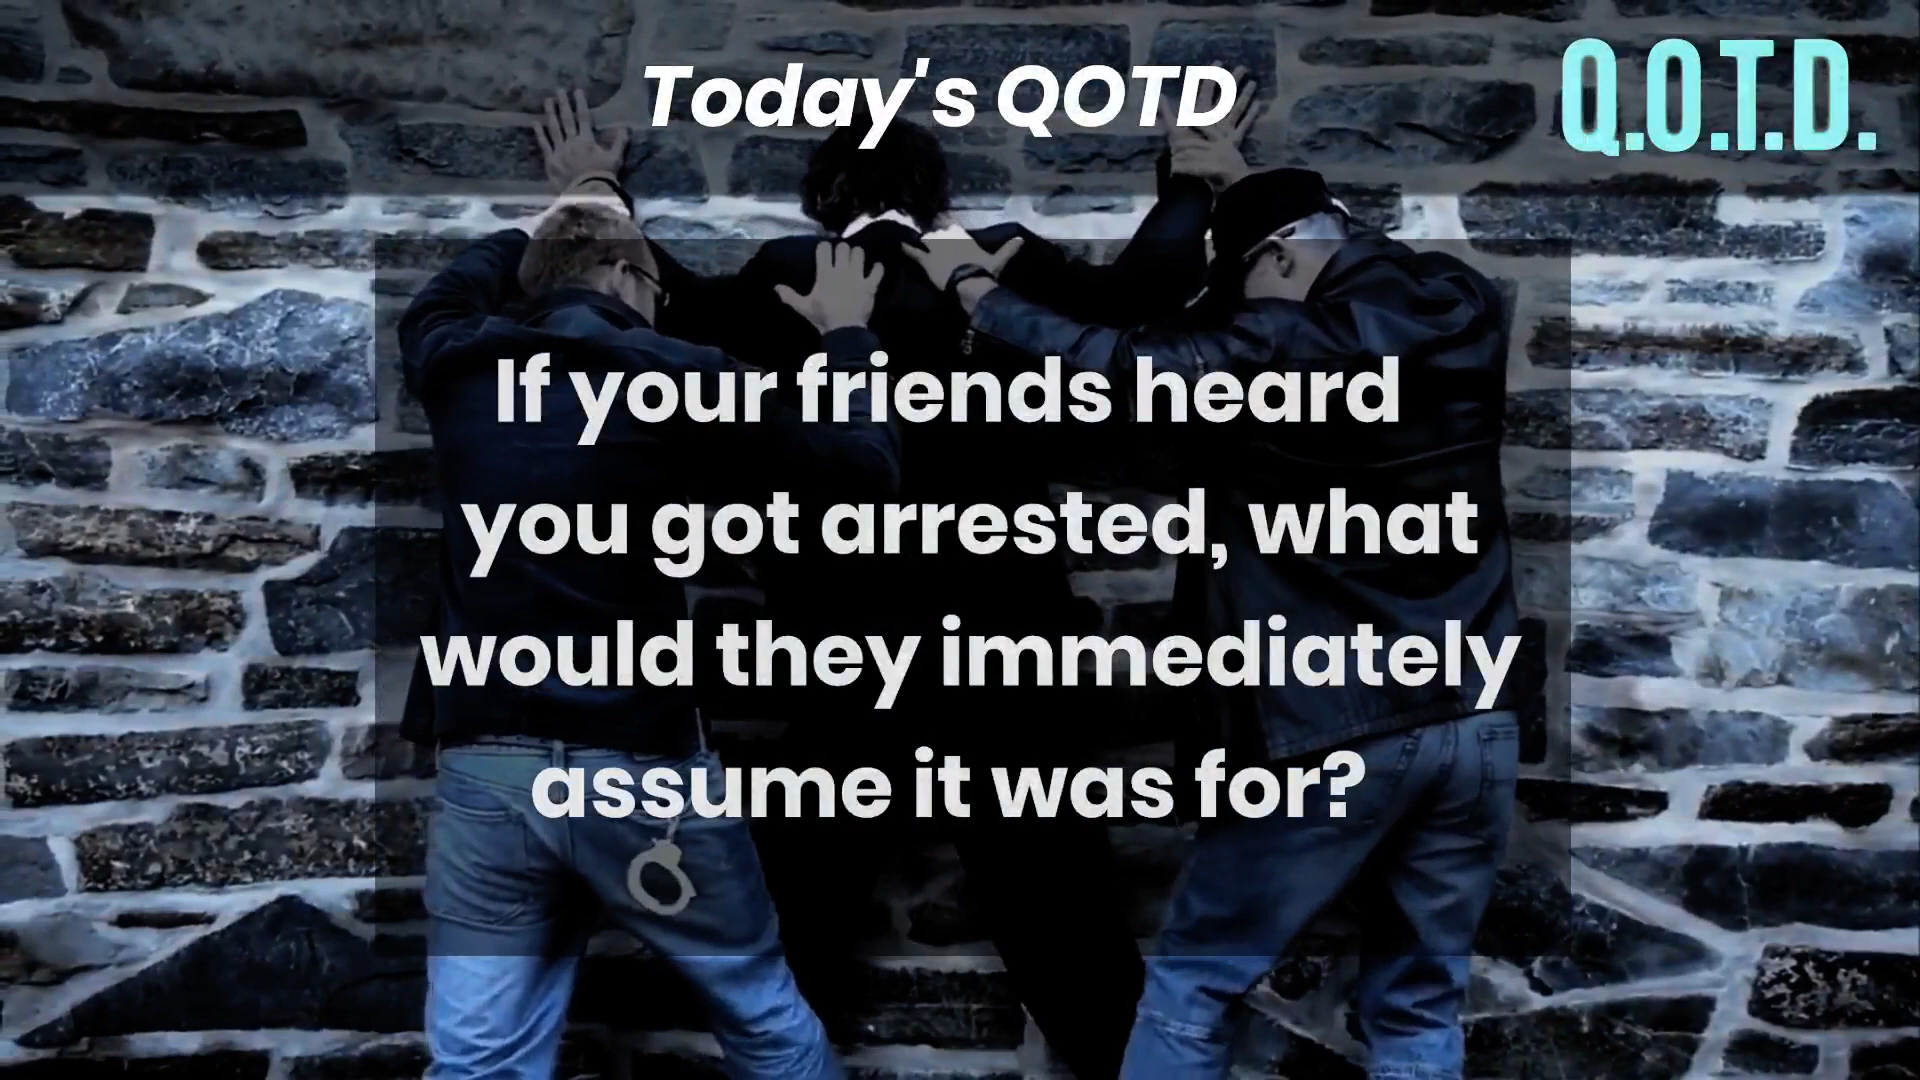 Today's QOTD
Q.O.T.D.
If your friends heard
you got arrested, what
would they immediately
assume it was for?